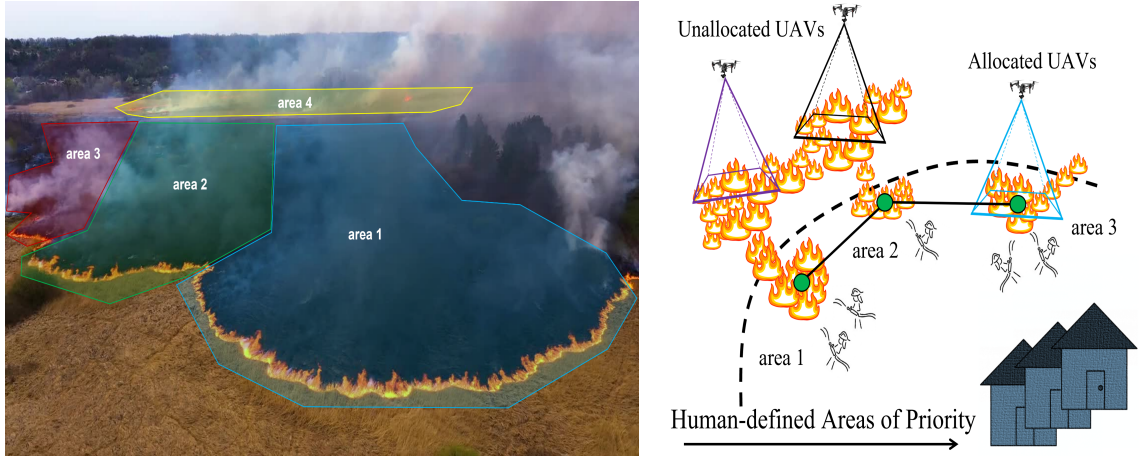 area 4
area 3
area 2
area 1
Unallocated UAVs
Allocated UAVs
area 3
area 2
area 1
Human-defined Areas of Priority